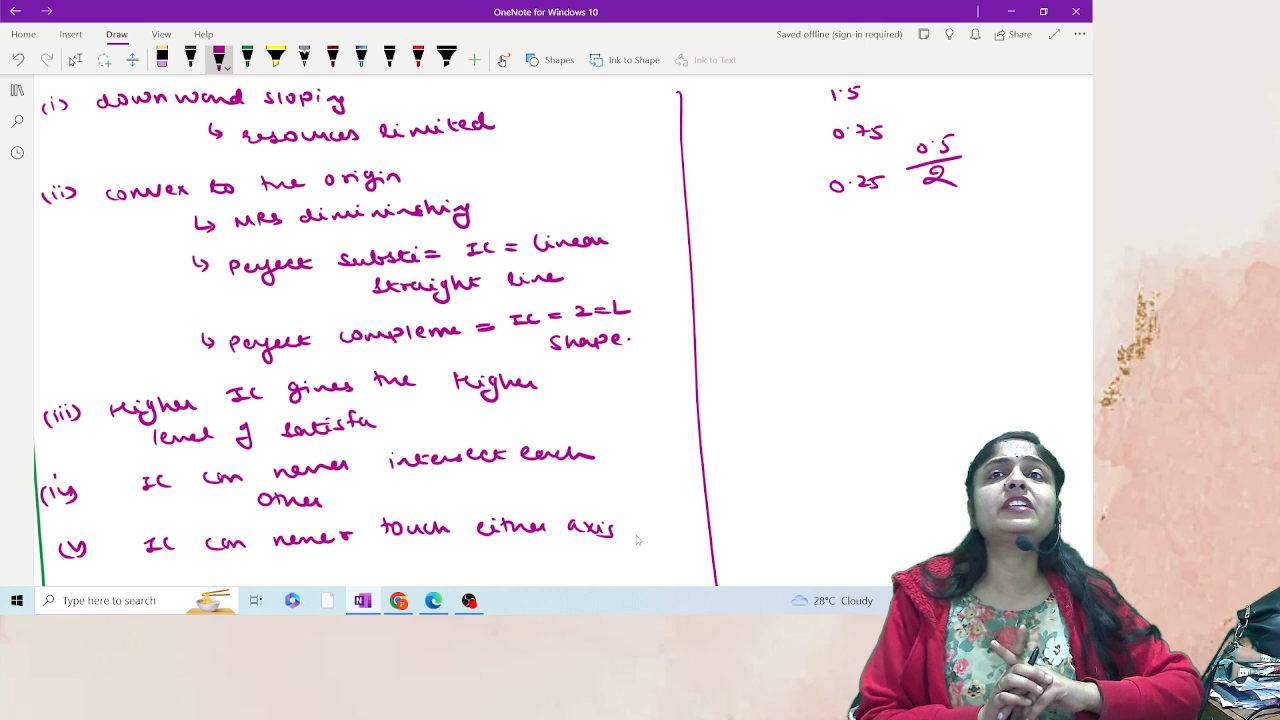 OneNote for Windows 10
Home Insert Draw View Help
Saved offline (sign-in required)
Share
Shapes
Ink to Shape
Ink to Text
(i) downward sloping
↳ resources limited
(ii) convex to the origin
↳ MRS diminishing
↳ Perfect substi = IC = Linear
straight line
↳ Perfect compleme = IC = 2 = L
shape.
(iii) Higher IC gives the Higher
level of satisfa
(iv) IC can never intersect each
other
(v) IC can never touch either axis
1.5
0.75
0.25
0.5
2
Type here to search
28°C Cloudy